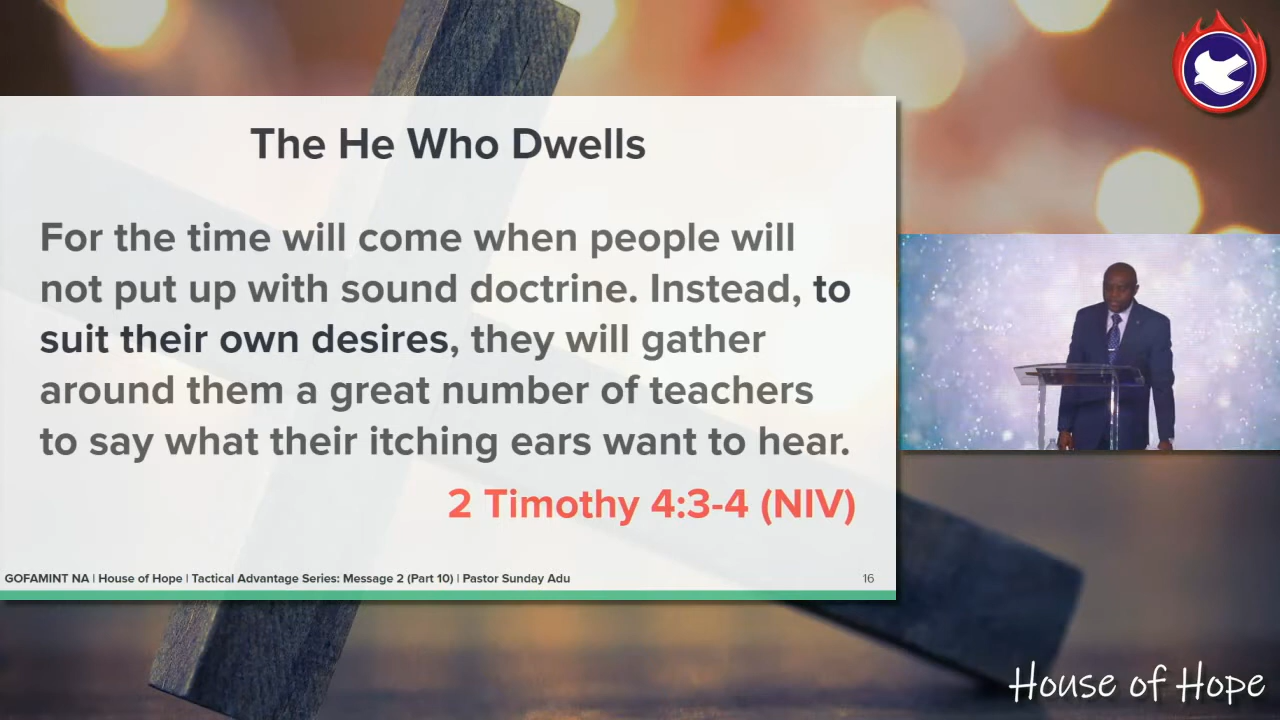 The He Who Dwells
For the time will come when people will
not put up with sound doctrine. Instead, to
suit their own desires, they will gather
around them a great number of teachers
to say what their itching ears want to hear.
2 Timothy 4:3-4 (NIV)
GOFAMINT NA | House of Hope | Tactical Advantage Series: Message 2 (Part 10) | Pastor Sunday Adu
16
House of Hope